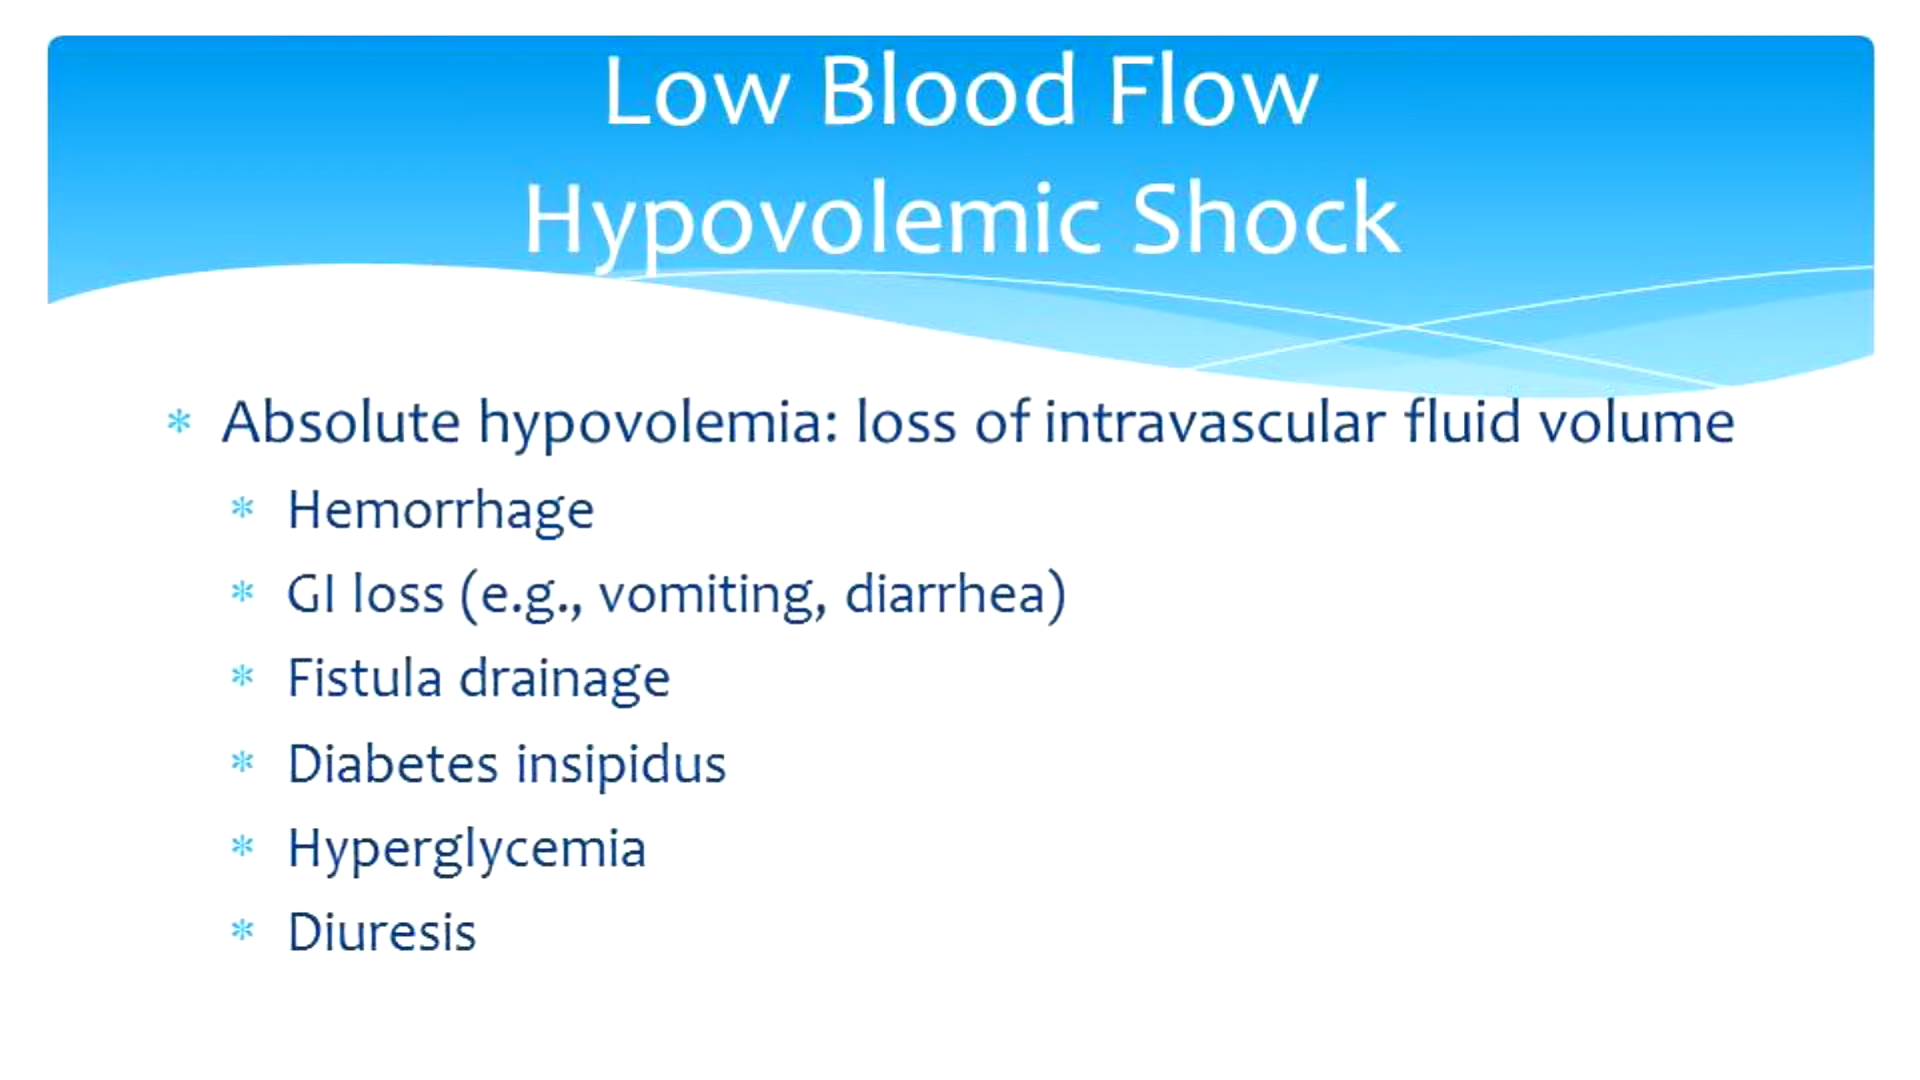 Low Blood Flow
Hypovolemic Shock
* Absolute hypovolemia: loss of intravascular fluid volume
* Hemorrhage
* GI loss (e.g., vomiting, diarrhea)
* Fistula drainage
* Diabetes insipidus
* Hyperglycemia
* Diuresis